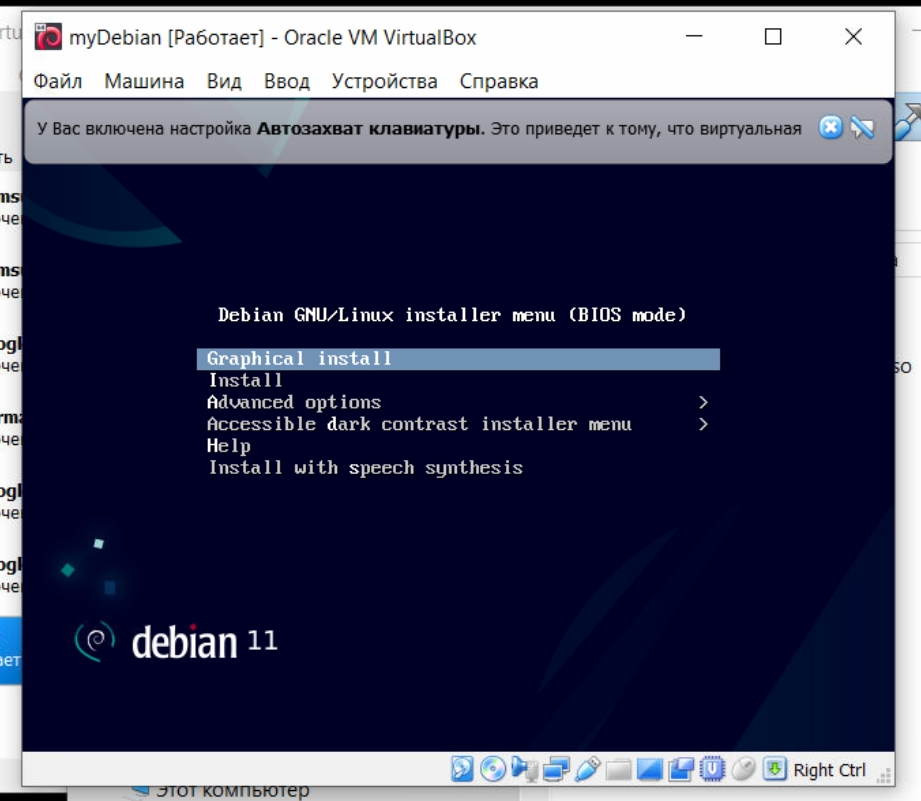 myDebian [Работает] - Oracle VM VirtualBox
Файл Машина Вид Ввод Устройства Справка
У Вас включена настройка Автозахват клавиатуры. Это приведет к тому, что виртуальная
Debian GNU/Linux installer menu (BIOS mode)
Graphical install
Install
Advanced options >
Accessible dark contrast installer menu >
Help
Install with speech synthesis
debian 11
Right Ctrl
Этот компьютер